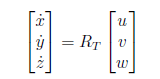 [ẋ ẏ ż] = R_T [u v w]